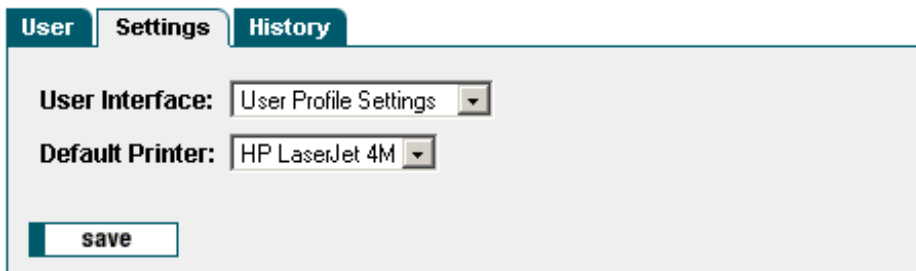 User Settings History
User Interface: User Profile Settings
Default Printer: HP LaserJet 4M
save